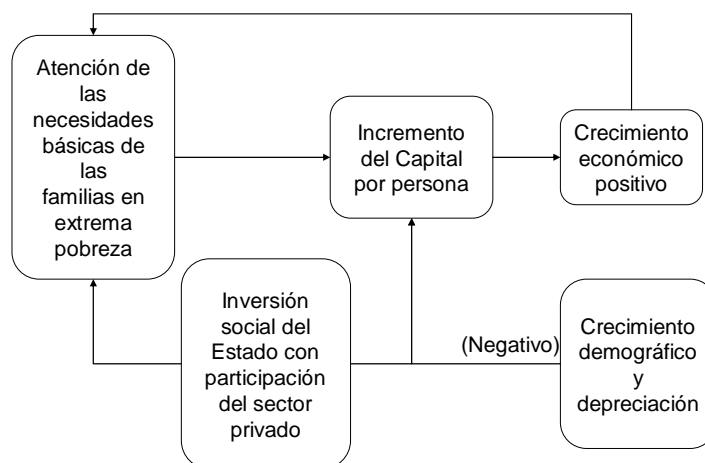 Atención de
las
necesidades
básicas de
las
familias en
extrema
pobreza
Incremento
del Capital
por persona
Crecimiento
económico
positivo
Inversión
social del
Estado con
participación
del sector
privado
(Negativo)
Crecimiento
demográfico
y
depreciación